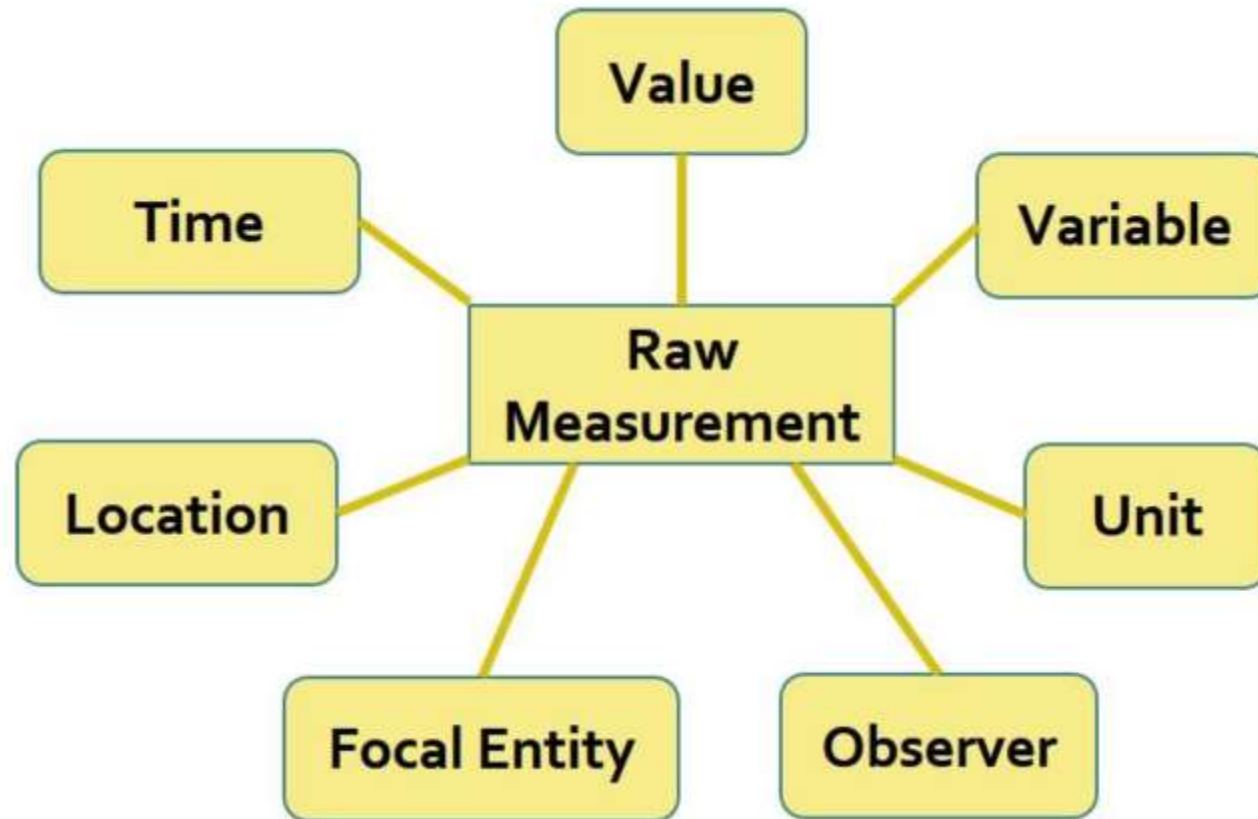 Value
Time
Variable
Raw
Measurement
Location
Unit
Focal Entity
Observer